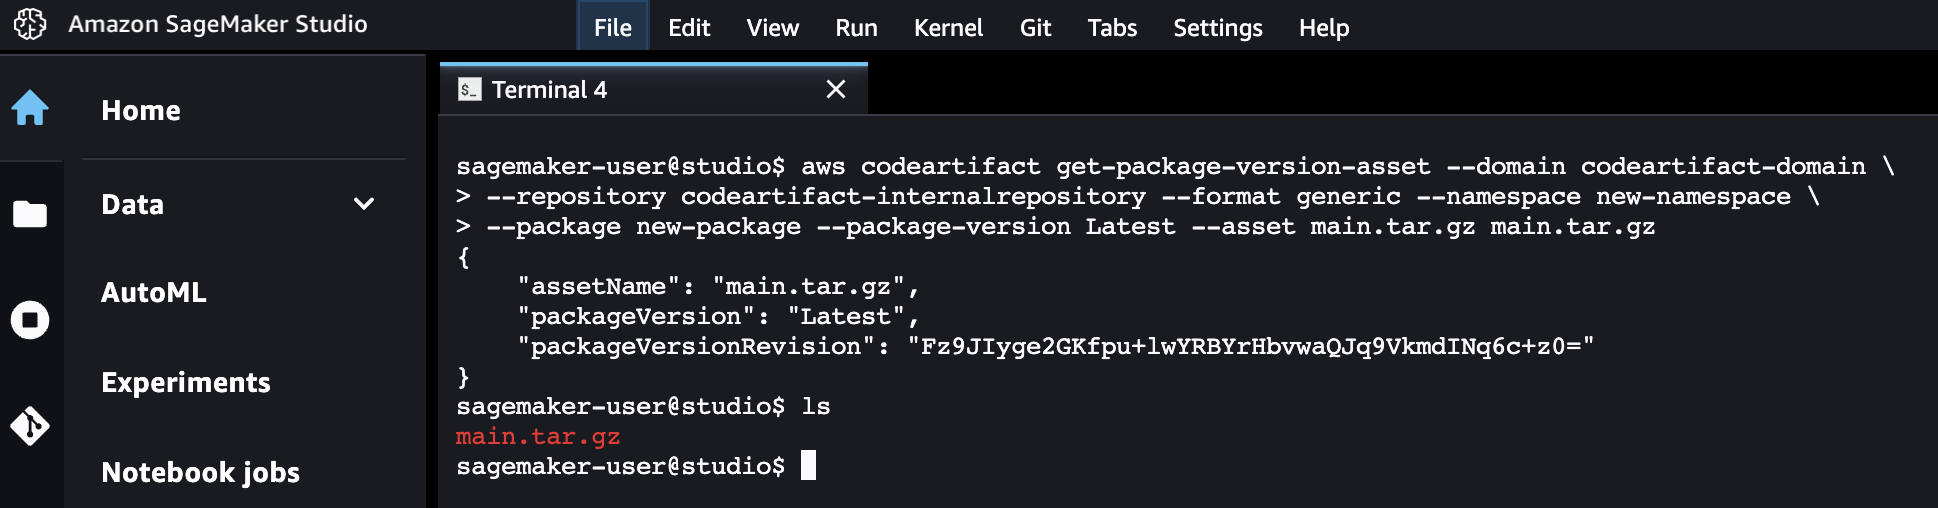 Amazon SageMaker Studio
File Edit View Run Kernel Git Tabs Settings Help
Home
Data
AutoML
Experiments
Notebook jobs
$_ Terminal 4
sagemaker-user@studio$ aws codeartifact get-package-version-asset --domain codeartifact-domain \
> --repository codeartifact-internalrepository --format generic --namespace new-namespace \
> --package new-package --package-version Latest --asset main.tar.gz main.tar.gz
{
"assetName": "main.tar.gz",
"packageVersion": "Latest",
"packageVersionRevision": "Fz9JIyge2GKfpu+lwYRBYrHbvwaQJq9VkmdINq6c+z0="
}
sagemaker-user@studio$ ls
main.tar.gz
sagemaker-user@studio$